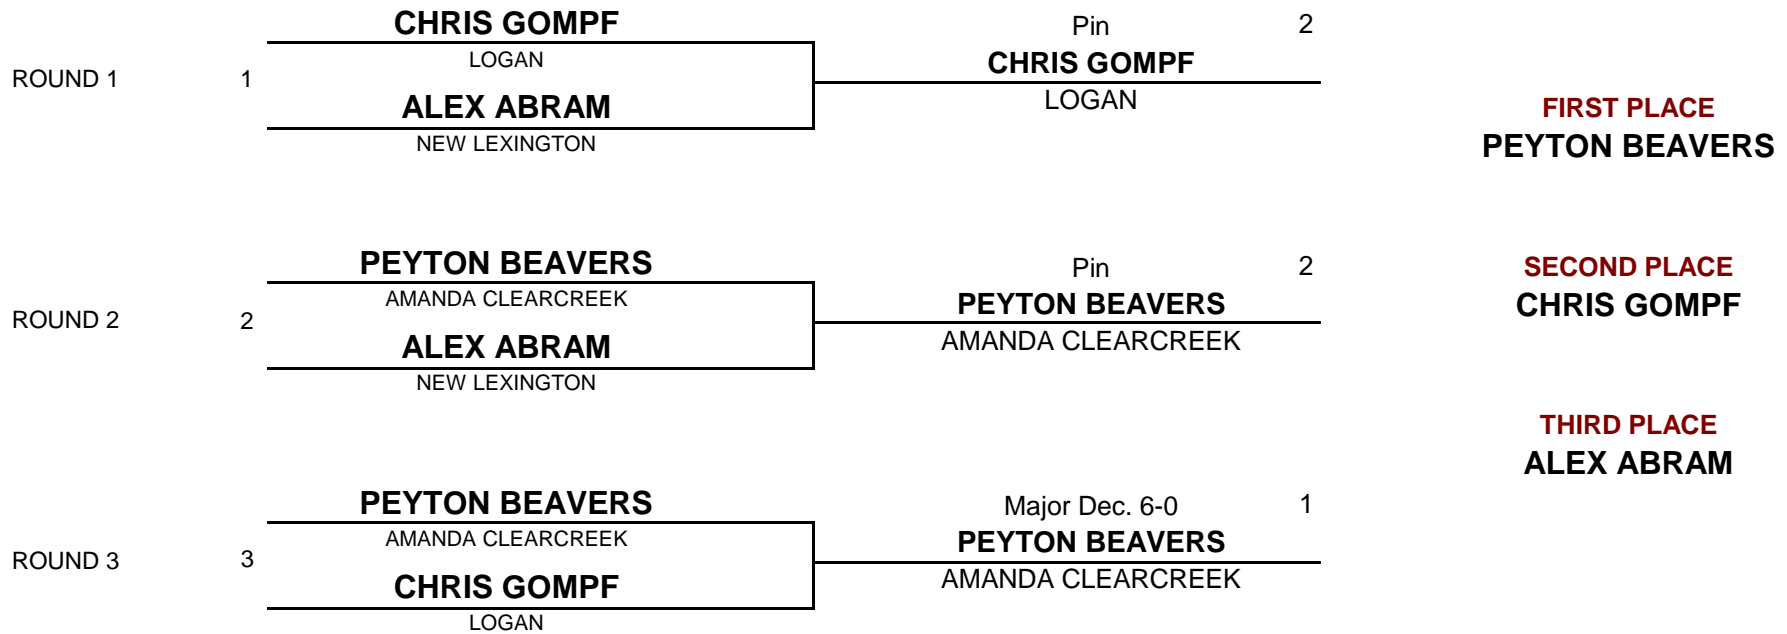 ROUND 1
1
CHRIS GOMPF
LOGAN
ALEX ABRAM
NEW LEXINGTON
Pin 2
CHRIS GOMPF
LOGAN
FIRST PLACE
PEYTON BEAVERS
ROUND 2
2
PEYTON BEAVERS
AMANDA CLEARCREEK
ALEX ABRAM
NEW LEXINGTON
Pin 2
PEYTON BEAVERS
AMANDA CLEARCREEK
SECOND PLACE
CHRIS GOMPF
THIRD PLACE
ALEX ABRAM
ROUND 3
3
PEYTON BEAVERS
AMANDA CLEARCREEK
CHRIS GOMPF
LOGAN
Major Dec. 6-0 1
PEYTON BEAVERS
AMANDA CLEARCREEK